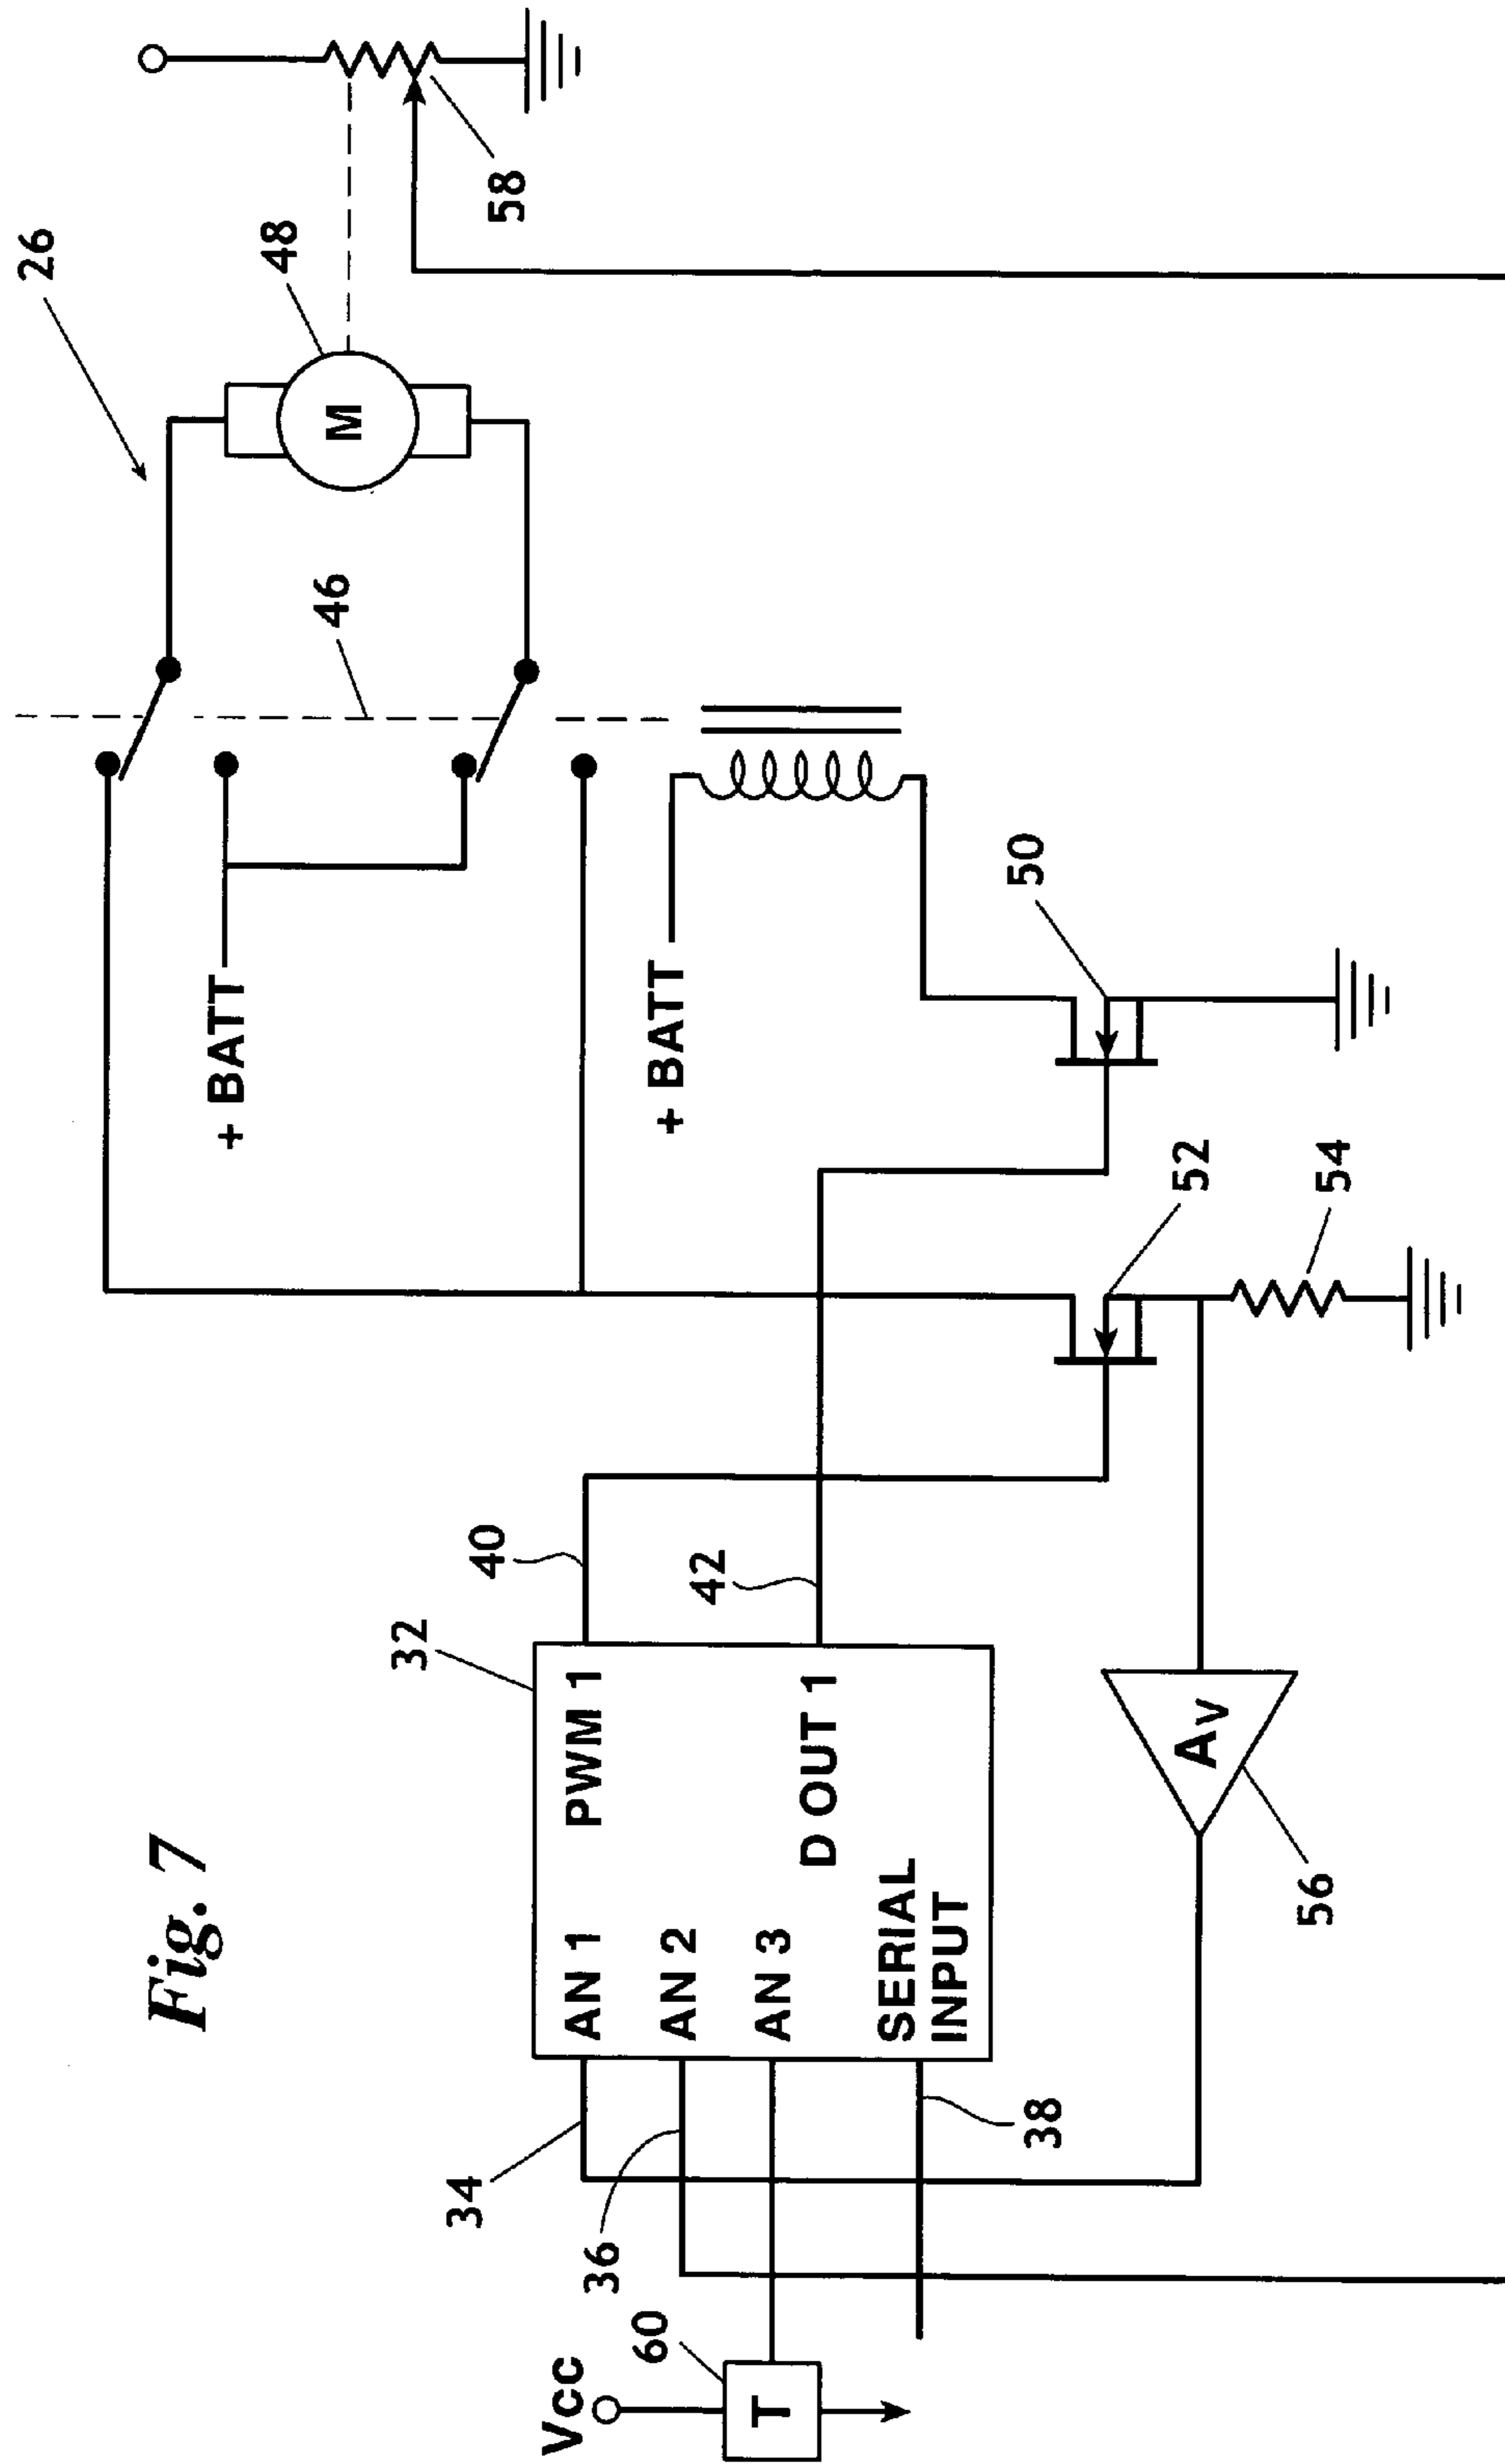 Fig. 7
26
48
58
46
+ BATT
+ BATT
50
52
54
40
42
32
34
36
38
60
Vcc
T
AN 1 PWM 1
AN 2
AN 3
D OUT 1
SERIAL
INPUT
AV
56
M